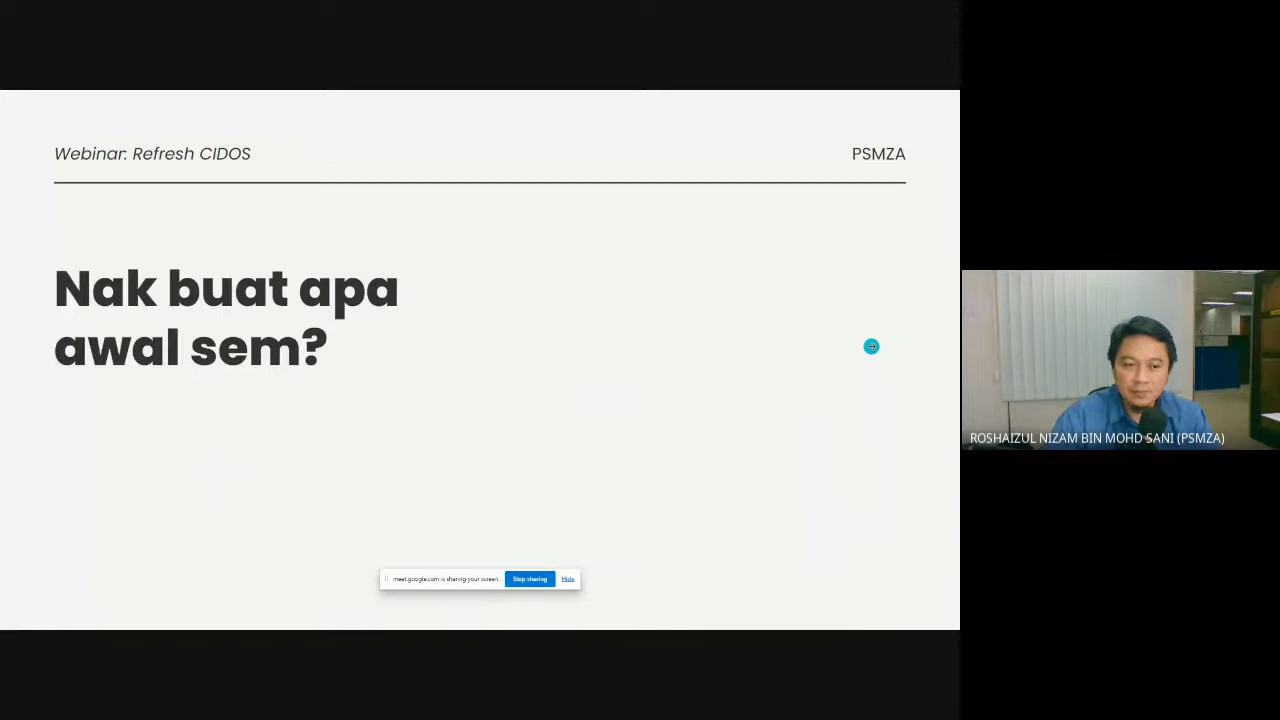 Webinar: Refresh CIDOS
PSMZA
Nak buat apa
awal sem?
meet.google.com is sharing your screen.
Stop sharing
Hide
ROSHAIZUL NIZAM BIN MOHD SANI (PSMZA)